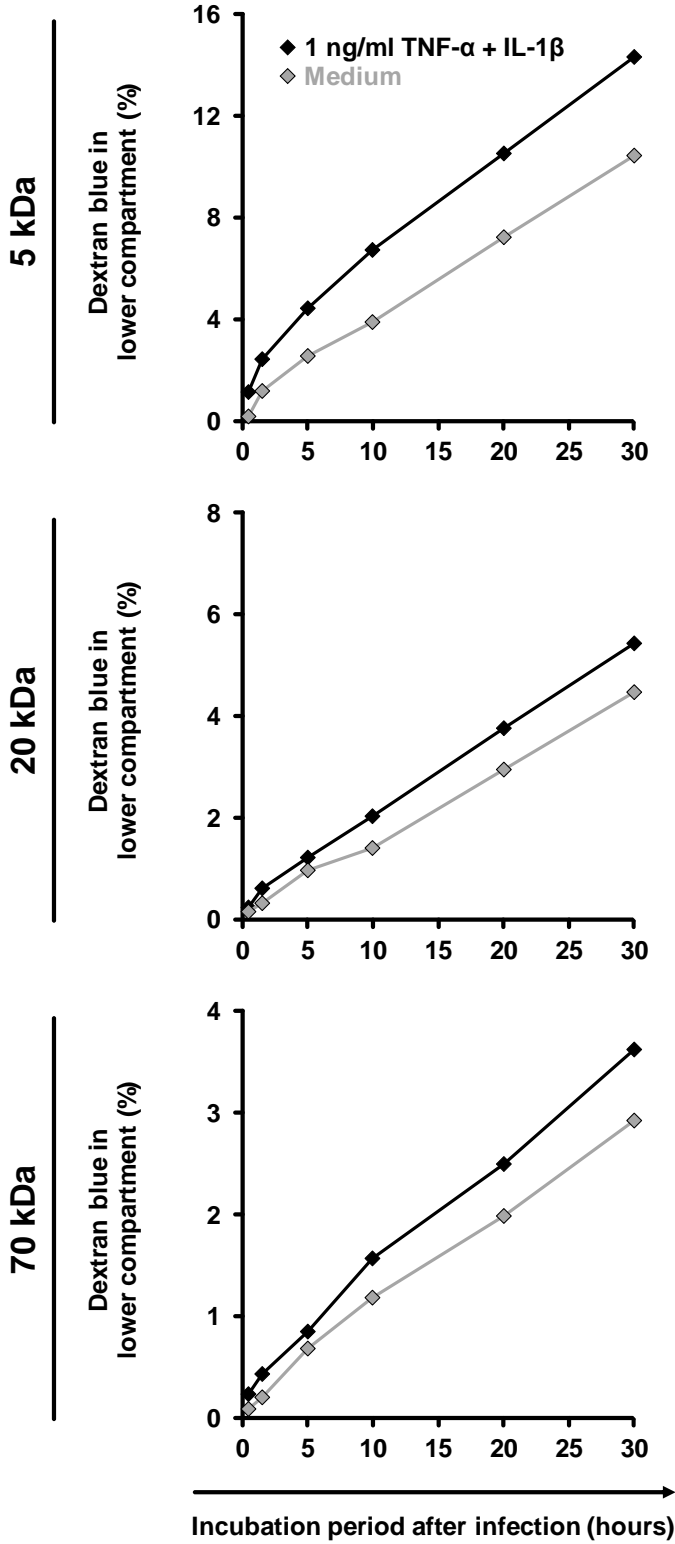 5 kDa
Dextran blue in
lower compartment (%)
16
12
8
4
0
1 ng/ml TNF-α + IL-1β
Medium
0 5 10 15 20 25 30
20 kDa
Dextran blue in
lower compartment (%)
8
6
4
2
0
0 5 10 15 20 25 30
70 kDa
Dextran blue in
lower compartment (%)
4
3
2
1
0
0 5 10 15 20 25 30
Incubation period after infection (hours)